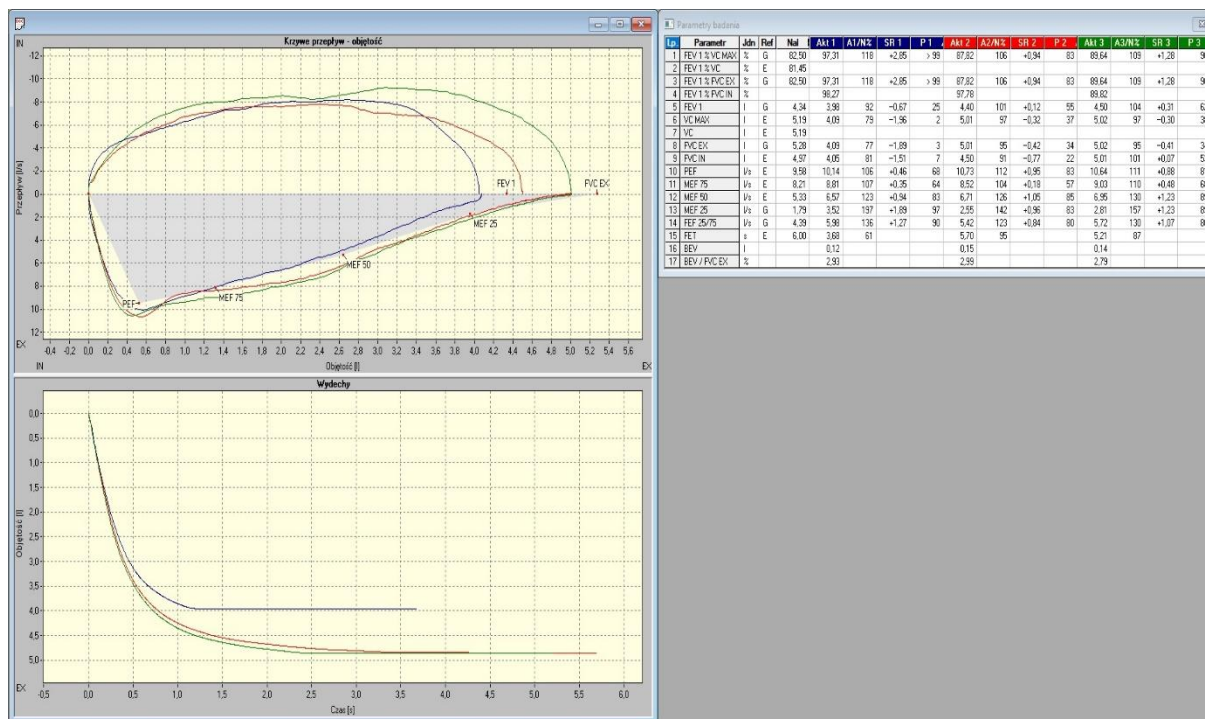 Krzywe przepływ - objętość
IN
-12
-10
-8
-6
-4
-2
0
2
4
6
8
10
12
EX
Przepływ [l/s]
FEV 1
FVC EX
MEF 25
MEF 50
MEF 75
PEF
-0,4 -0,2 0,0 0,2 0,4 0,6 0,8 1,0 1,2 1,4 1,6 1,8 2,0 2,2 2,4 2,6 2,8 3,0 3,2 3,4 3,6 3,8 4,0 4,2 4,4 4,6 4,8 5,0 5,2 5,4 5,6
IN Objętość [l] EX
Wydechy
0,0
0,5
1,0
1,5
2,0
2,5
3,0
3,5
4,0
4,5
5,0
EX
Objętość [l]
-0,5 0,0 0,5 1,0 1,5 2,0 2,5 3,0 3,5 4,0 4,5 5,0 5,5 6,0
Czas [s]
Parametry badania
Lp. Parametr Jdn Ref Nal Akt 1 A1/N% SR 1 P 1 Akt 2 A2/N% SR 2 P 2 Akt 3 A3/N% SR 3 P 3
1 FEV 1 % VC MAX % G 82,50 97,31 118 +2,85 > 99 87,82 106 +0,94 83 89,64 109 +1,28
2 FEV 1 % VC % E 81,45
3 FEV 1 % FVC EX % G 82,50 97,31 118 +2,85 > 99 87,82 106 +0,94 83 89,64 109 +1,28
4 FEV 1 % FVC IN % 98,27 97,78 89,82
5 FEV 1 l G 4,34 3,98 92 -0,67 25 4,40 101 +0,12 55 4,50 104 +0,31
6 VC MAX l E 5,19 4,09 79 -1,96 2 5,01 97 -0,32 37 5,02 97 -0,30
7 VC l E 5,19
8 FVC EX l G 5,28 4,09 77 -1,89 3 5,01 95 -0,42 34 5,02 95 -0,41
9 FVC IN l E 4,97 4,05 81 -1,51 7 4,50 91 -0,77 22 5,01 101 +0,07
10 PEF l/s E 9,58 10,14 106 +0,46 68 10,73 112 +0,95 83 10,64 111 +0,88
11 MEF 75 l/s E 8,21 8,81 107 +0,35 64 8,52 104 +0,18 57 9,03 110 +0,48
12 MEF 50 l/s E 5,33 6,57 123 +0,94 83 6,71 126 +1,05 85 6,95 130 +1,23
13 MEF 25 l/s G 1,79 3,52 197 +1,89 97 2,55 142 +0,96 83 2,81 157 +1,23
14 FEF 25/75 l/s G 4,39 5,98 136 +1,27 90 5,42 123 +0,84 80 5,72 130 +1,07
15 FET s E 6,00 3,68 61 5,70 95 5,21 87
16 BEV l 0,12 0,15 0,14
17 BEV / FVC EX % 2,93 2,99 2,79